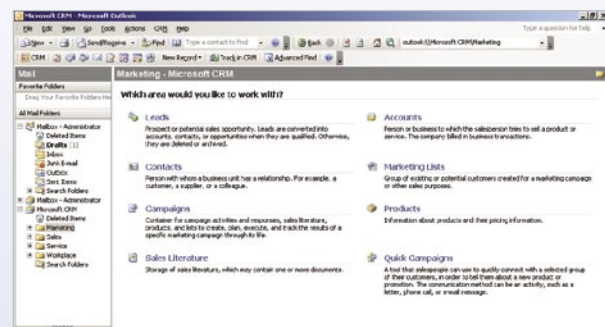 Microsoft CRM - Microsoft Outlook
File Edit View Go Tools Actions CRM Help
Type a question for help
New Send/Receive Find Type a contact to find Back outlook:\\Microsoft CRM\Marketing
CRM New Record Track in CRM Advanced Find
Mail
Favorite Folders
Drag Your Favorite Folders He
All Mail Folders
Mailbox - Administrator
Deleted Items
Drafts [1]
Inbox
Junk E-mail
Outbox
Sent Items
Search Folders
Mailbox - Administrator
Microsoft CRM
Deleted Items
Marketing
Sales
Service
Workplace
Search Folders
Marketing - Microsoft CRM
Which area would you like to work with?
Leads
Prospect or potential sales opportunity. Leads are converted into
accounts, contacts, or opportunities when they are qualified. Otherwise,
they are deleted or archived.
Accounts
Person or business to which the salesperson tries to sell a product or
service. The company billed in business transactions.
Contacts
Person with whom a business unit has a relationship. For example, a
customer, a supplier, or a colleague.
Marketing Lists
Group of existing or potential customers created for a marketing campaign
or other sales purposes.
Campaigns
Container for campaign activities and responses, sales literature,
products, and lists to create, plan, execute, and track the results of a
specific marketing campaign through its life.
Products
Information about products and their pricing information.
Sales Literature
Storage of sales literature, which may contain one or more documents.
Quick Campaigns
A tool that salespeople can use to quickly connect with a selected group
of their customers, in order to tell them about a new product or
promotion. The communication method can be an activity, such as a
letter, phone call, or e-mail message.